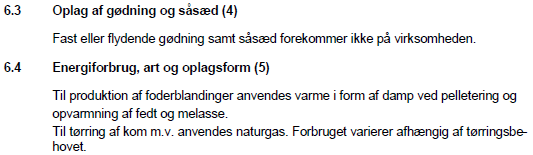 6.3 Oplag af gødning og såsæd (4)
Fast eller flydende gødning samt såsæd forekommer ikke på virksomheden.
6.4 Energiforbrug, art og oplagsform (5)
Til produktion af foderblandinger anvendes varme i form af damp ved pelletering og
opvarmning af fedt og melasse.
Til tørring af korn m.v. anvendes naturgas. Forbruget varierer afhængig af tørringsbe-
hovet.